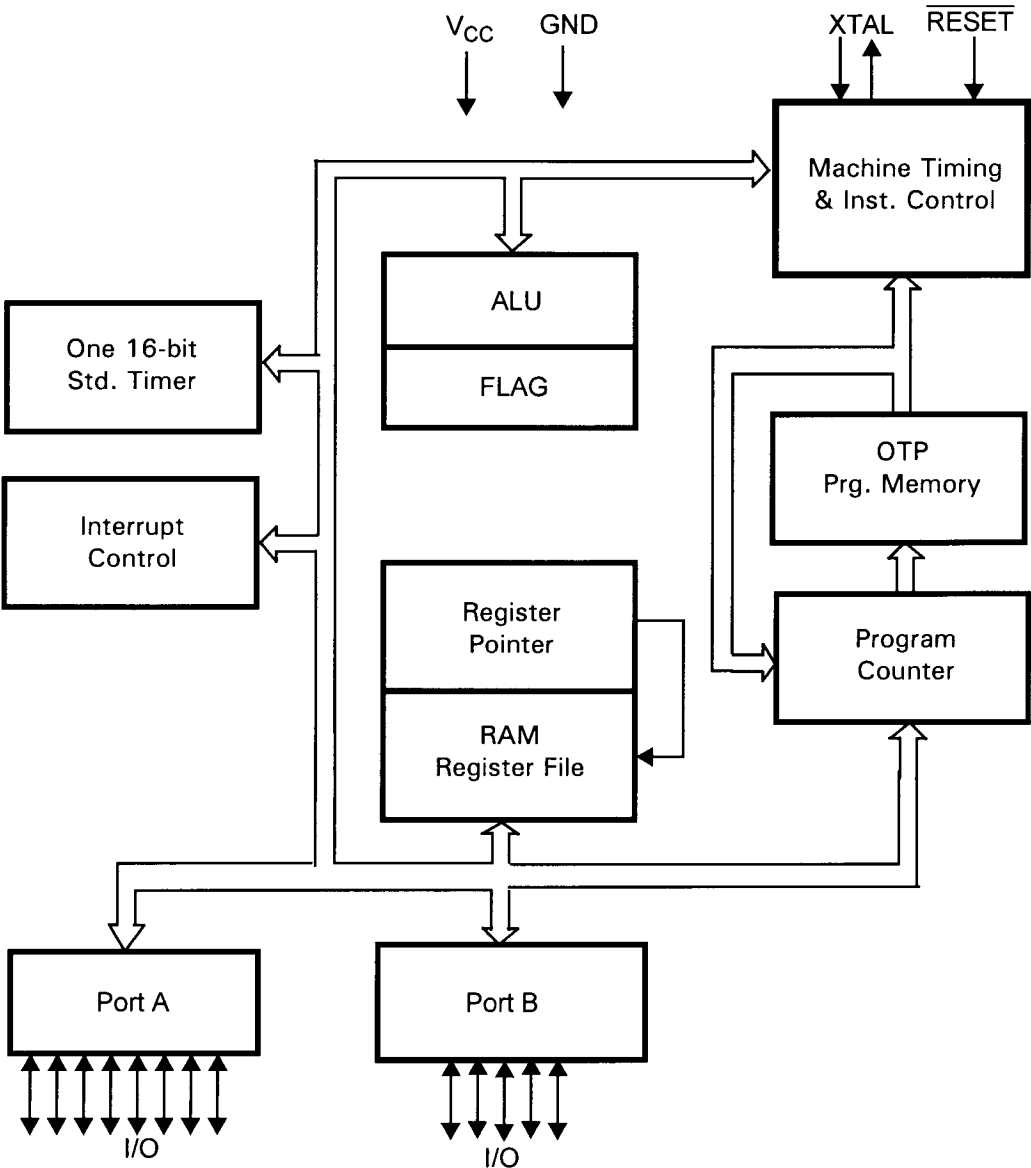 VCC
GND
XTAL
RESET
Machine Timing
& Inst. Control
ALU
FLAG
One 16-bit
Std. Timer
OTP
Prg. Memory
Interrupt
Control
Register
Pointer
RAM
Register File
Program
Counter
Port A
Port B
I/O
I/O